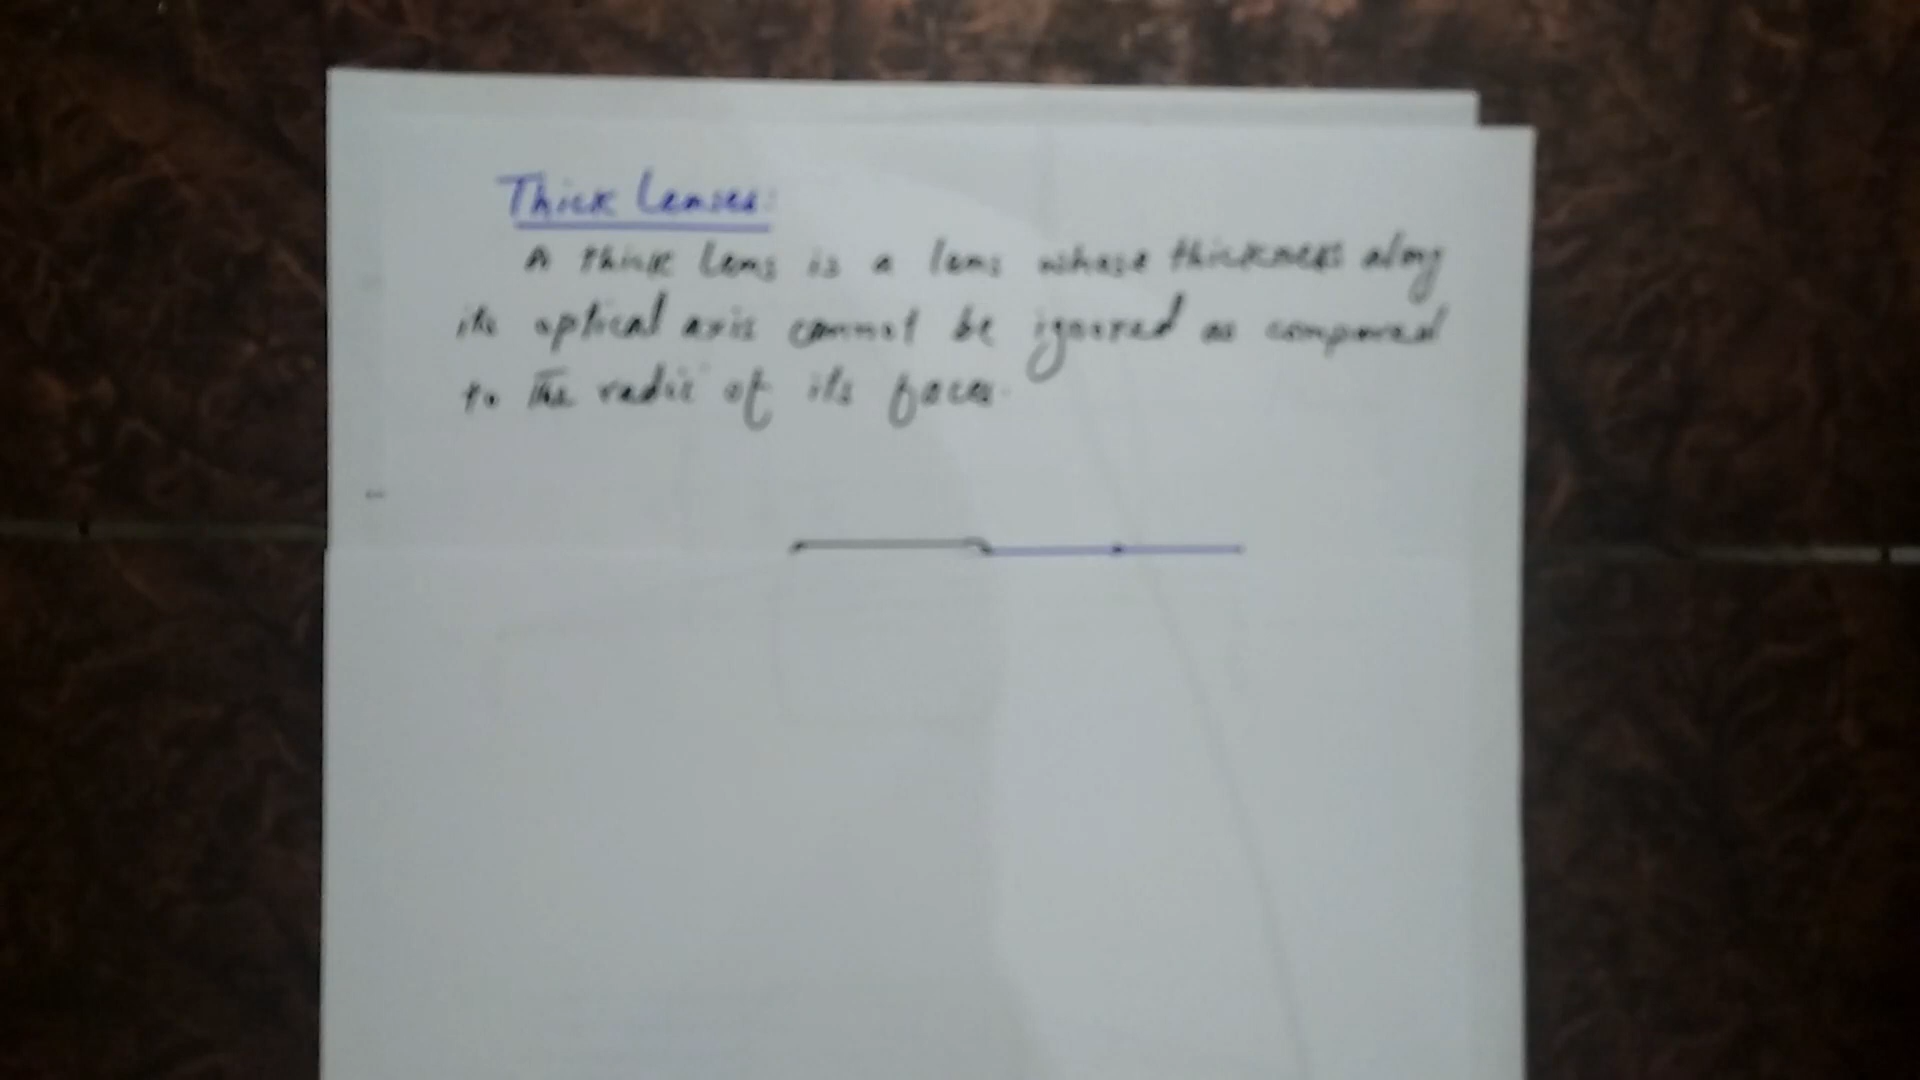 Thick Lenses:
A Thick Lens is a lens whose thickness along
its optical axis cannot be ignored as compared
to the radii of its faces.